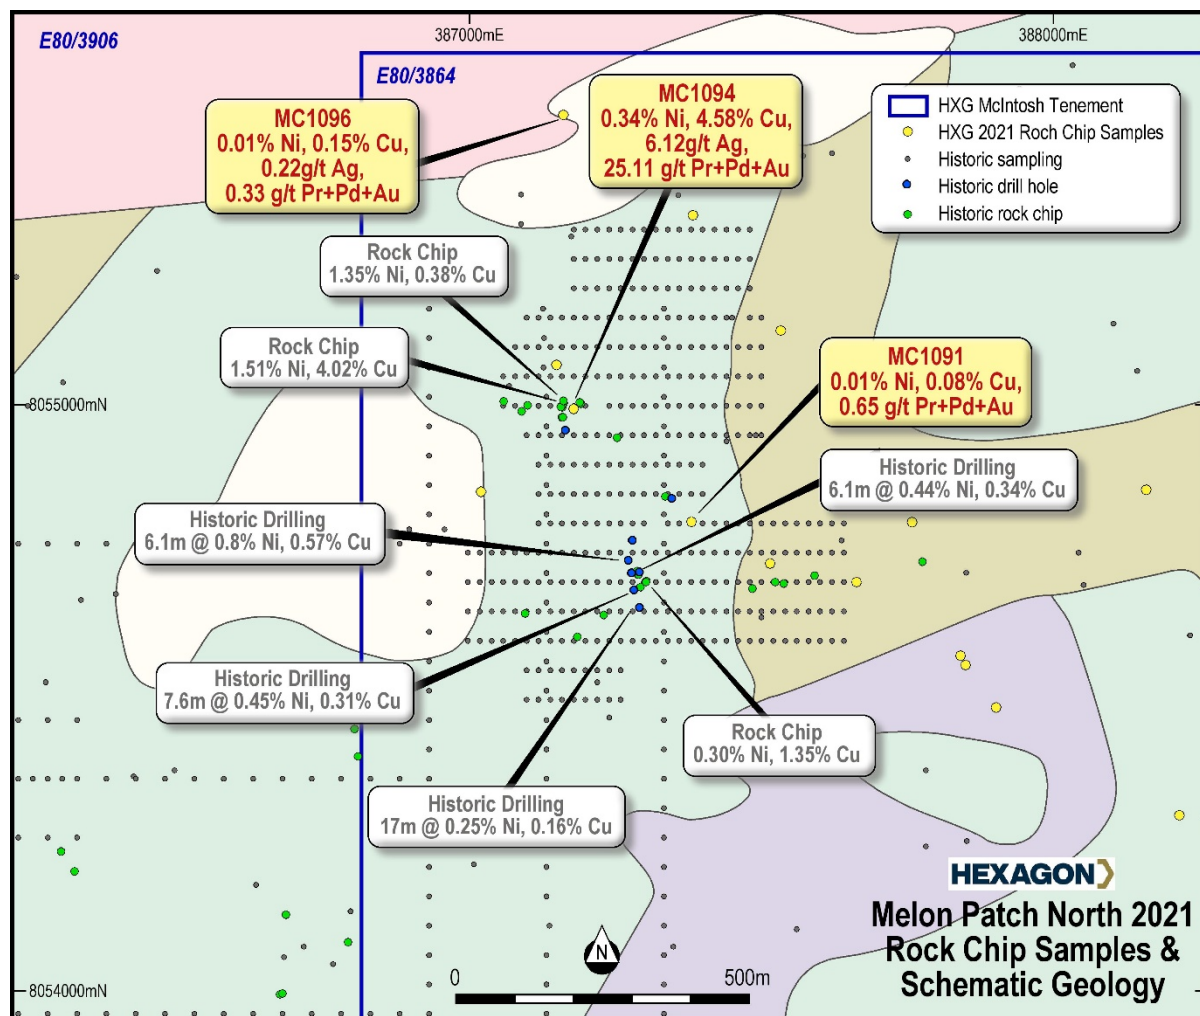 387000mE
388000mE
E80/3906
E80/3864
MC1096
0.01% Ni, 0.15% Cu,
0.22g/t Ag,
0.33 g/t Pr+Pd+Au
MC1094
0.34% Ni, 4.58% Cu,
6.12g/t Ag,
25.11 g/t Pr+Pd+Au
HXG McIntosh Tenement
HXG 2021 Roch Chip Samples
Historic sampling
Historic drill hole
Historic rock chip
Rock Chip
1.35% Ni, 0.38% Cu
Rock Chip
1.51% Ni, 4.02% Cu
MC1091
0.01% Ni, 0.08% Cu,
0.65 g/t Pr+Pd+Au
8055000mN
Historic Drilling
6.1m @ 0.44% Ni, 0.34% Cu
Historic Drilling
6.1m @ 0.8% Ni, 0.57% Cu
Historic Drilling
7.6m @ 0.45% Ni, 0.31% Cu
Rock Chip
0.30% Ni, 1.35% Cu
Historic Drilling
17m @ 0.25% Ni, 0.16% Cu
HEXAGON
Melon Patch North 2021
Rock Chip Samples &
Schematic Geology
N
0 500m
8054000mN